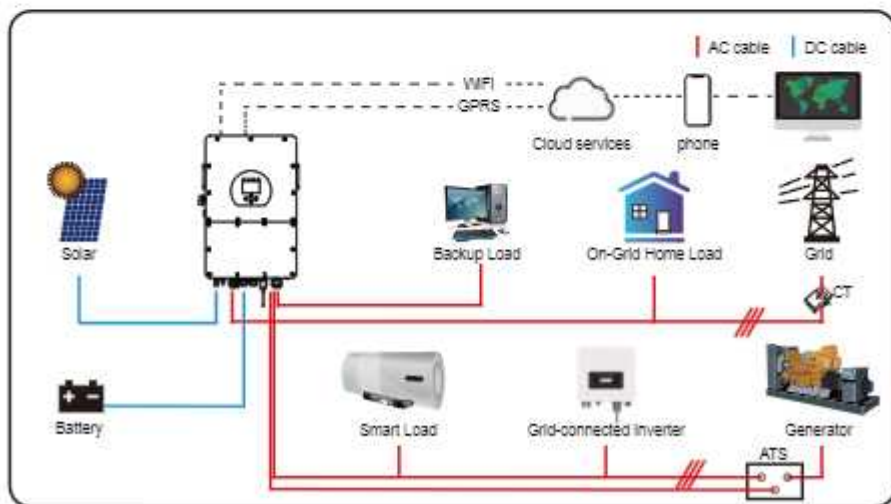 AC cable
DC cable
WIFI
GPRS
Cloud services
phone
Solar
Backup Load
On-Grid Home Load
Grid
CT
Battery
Smart Load
Grid-connected Inverter
Generator
ATS